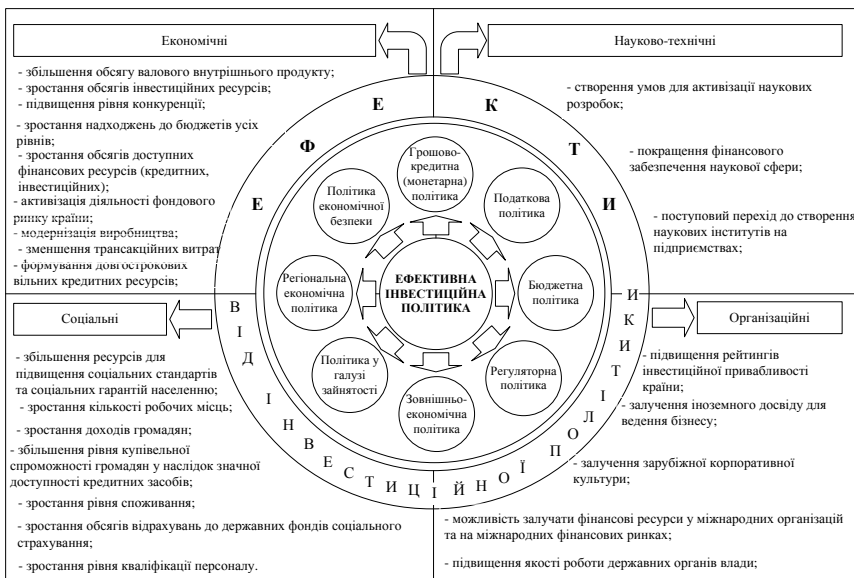 Економічні
- збільшення обсягу валового внутрішнього продукту;
- зростання обсягів інвестиційних ресурсів;
- підвищення рівня конкуренції;
- зростання надходжень до бюджетів усіх
рівнів;
- зростання обсягів доступних
фінансових ресурсів (кредитних,
інвестиційних);
- активізація діяльності фондового
ринку країни;
- модернізація виробництва;
- зменшення трансакційних витрат
- формування довгострокових
вільних кредитних ресурсів;
Науково-технічні
- створення умов для активізації наукових
розробок;
- покращення фінансового
забезпечення наукової сфери;
- поступовий перехід до створення
наукових інститутів на
підприємствах;
ЕФЕКТИ
ВІД ІНВЕСТИЦІЙНОЇ ПОЛІТИКИ
Грошово-
кредитна
(монетарна)
політика
Податкова
політика
Бюджетна
політика
Регуляторна
політика
Зовнішньо-
економічна
політика
Політика у
галузі
зайнятості
Регіональна
економічна
політика
Політика
економічної
безпеки
ЕФЕКТИВНА
ІНВЕСТИЦІЙНА
ПОЛІТИКА
Соціальні
- збільшення ресурсів для
підвищення соціальних стандартів
та соціальних гарантій населенню;
- зростання кількості робочих місць;
- зростання доходів громадян;
- збільшення рівня купівельної
спроможності громадян у наслідок значної
доступності кредитних засобів;
- зростання рівня споживання;
- зростання обсягів відрахувань до державних фондів соціального
страхування;
- зростання рівня кваліфікації персоналу.
Організаційні
- підвищення рейтингів
інвестиційної привабливості
країни;
- залучення іноземного досвіду для
ведення бізнесу;
- залучення зарубіжної корпоративної
культури;
- можливість залучати фінансові ресурси у міжнародних організацій
та на міжнародних фінансових ринках;
- підвищення якості роботи державних органів влади;